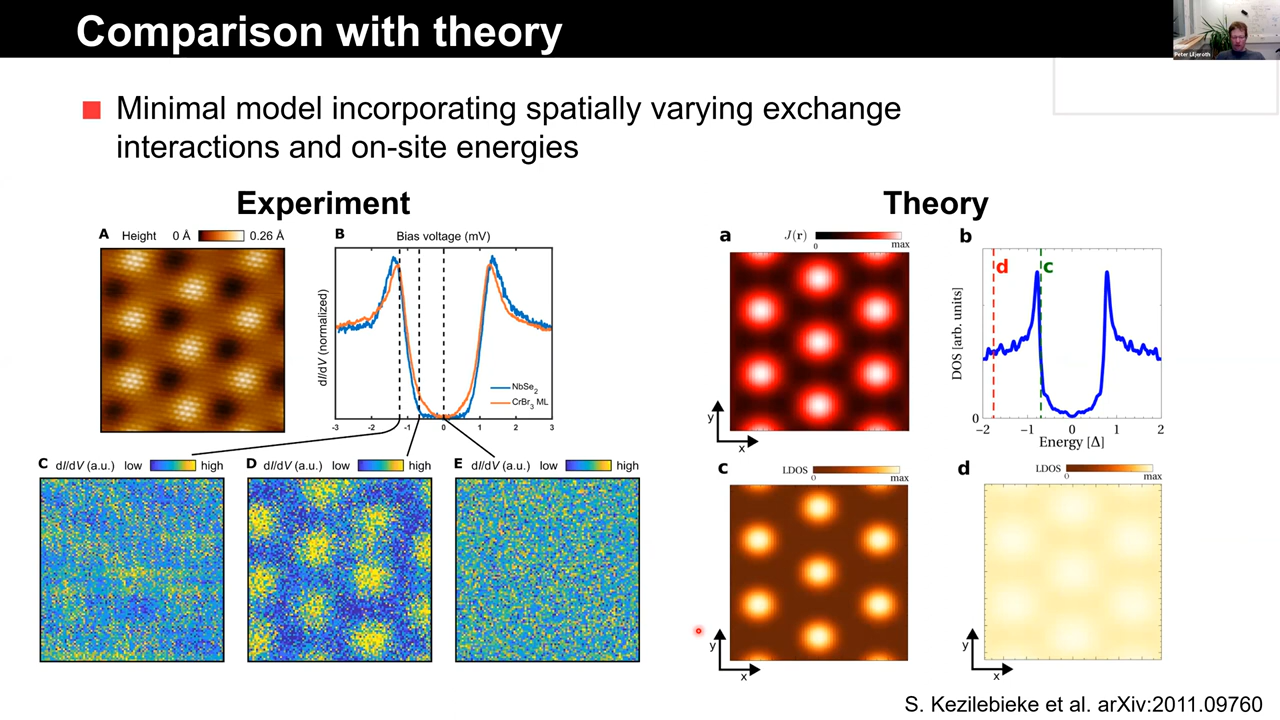 Comparison with theory
Peter Liljeroth
Minimal model incorporating spatially varying exchange
interactions and on-site energies
Experiment
Theory
A Height 0 Å 0.26 Å
B Bias voltage (mV)
dI/dV (normalized)
NbSe2
CrBr3 ML
-3 -2 -1 0 1 2 3
C dI/dV (a.u.) low high
D dI/dV (a.u.) low high
E dI/dV (a.u.) low high
a J(r) 0 max
y
x
b
d c
DOS [arb. units]
0
−2 −1 0 1 2
Energy [Δ]
c LDOS 0 max
y
x
d LDOS 0 max
y
x
S. Kezilebieke et al. arXiv:2011.09760